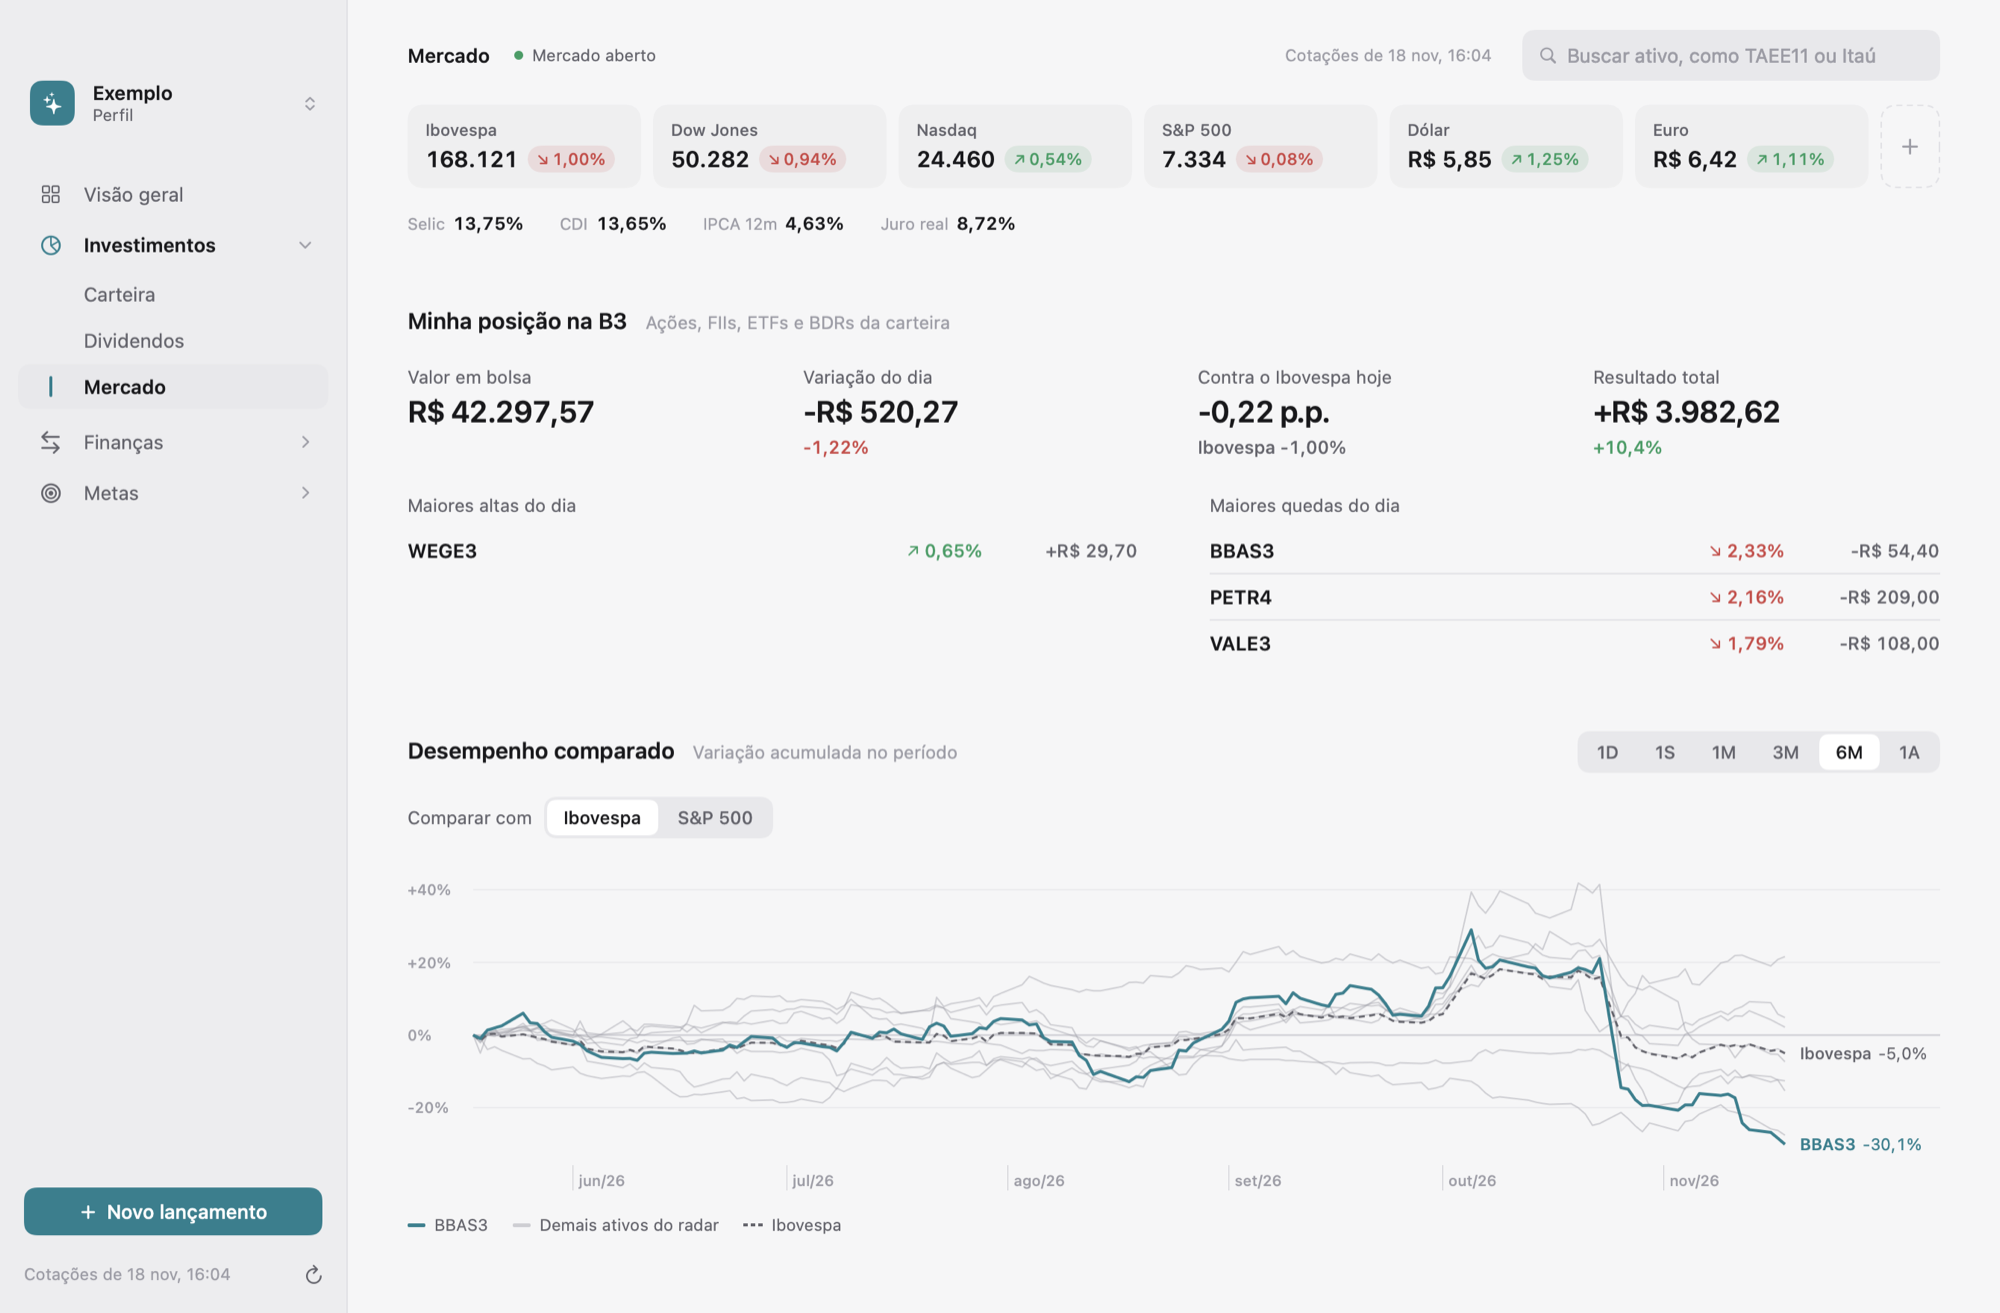 Exemplo
Perfil
Visão geral
Investimentos
Carteira
Dividendos
Mercado
Finanças
Metas
+ Novo lançamento
Cotações de 18 nov, 16:04
Mercado
Mercado aberto
Cotações de 18 nov, 16:04
Buscar ativo, como TAEE11 ou Itaú
Ibovespa
168.121 ↘ 1,00%
Dow Jones
50.282 ↘ 0,94%
Nasdaq
24.460 ↗ 0,54%
S&P 500
7.334 ↘ 0,08%
Dólar
R$ 5,85 ↗ 1,25%
Euro
R$ 6,42 ↗ 1,11%
+
Selic 13,75% CDI 13,65% IPCA 12m 4,63% Juro real 8,72%
Minha posição na B3 Ações, FIIs, ETFs e BDRs da carteira
Valor em bolsa
R$ 42.297,57
Variação do dia
-R$ 520,27
-1,22%
Contra o Ibovespa hoje
-0,22 p.p.
Ibovespa -1,00%
Resultado total
+R$ 3.982,62
+10,4%
Maiores altas do dia
WEGE3 ↗ 0,65% +R$ 29,70
Maiores quedas do dia
BBAS3 ↘ 2,33% -R$ 54,40
PETR4 ↘ 2,16% -R$ 209,00
VALE3 ↘ 1,79% -R$ 108,00
Desempenho comparado Variação acumulada no período
1D 1S 1M 3M 6M 1A
Comparar com Ibovespa S&P 500
+40%
+20%
0%
-20%
Ibovespa -5,0%
BBAS3 -30,1%
jun/26 jul/26 ago/26 set/26 out/26 nov/26
BBAS3 Demais ativos do radar Ibovespa